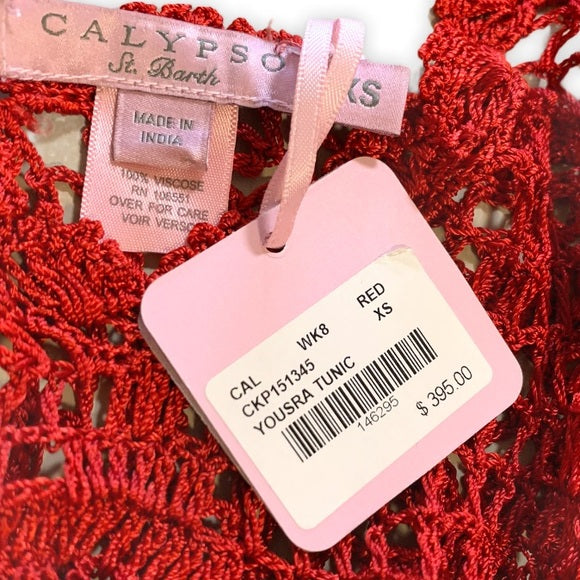 CALYPSO
St. Barth
XS
MADE IN
INDIA
100% VISCOSE
RN 106551
OVER FOR CARE
VOIR VERSO
CAL WK8 RED
CKP151345 XS
YOUSRA TUNIC
146295
$ 395.00